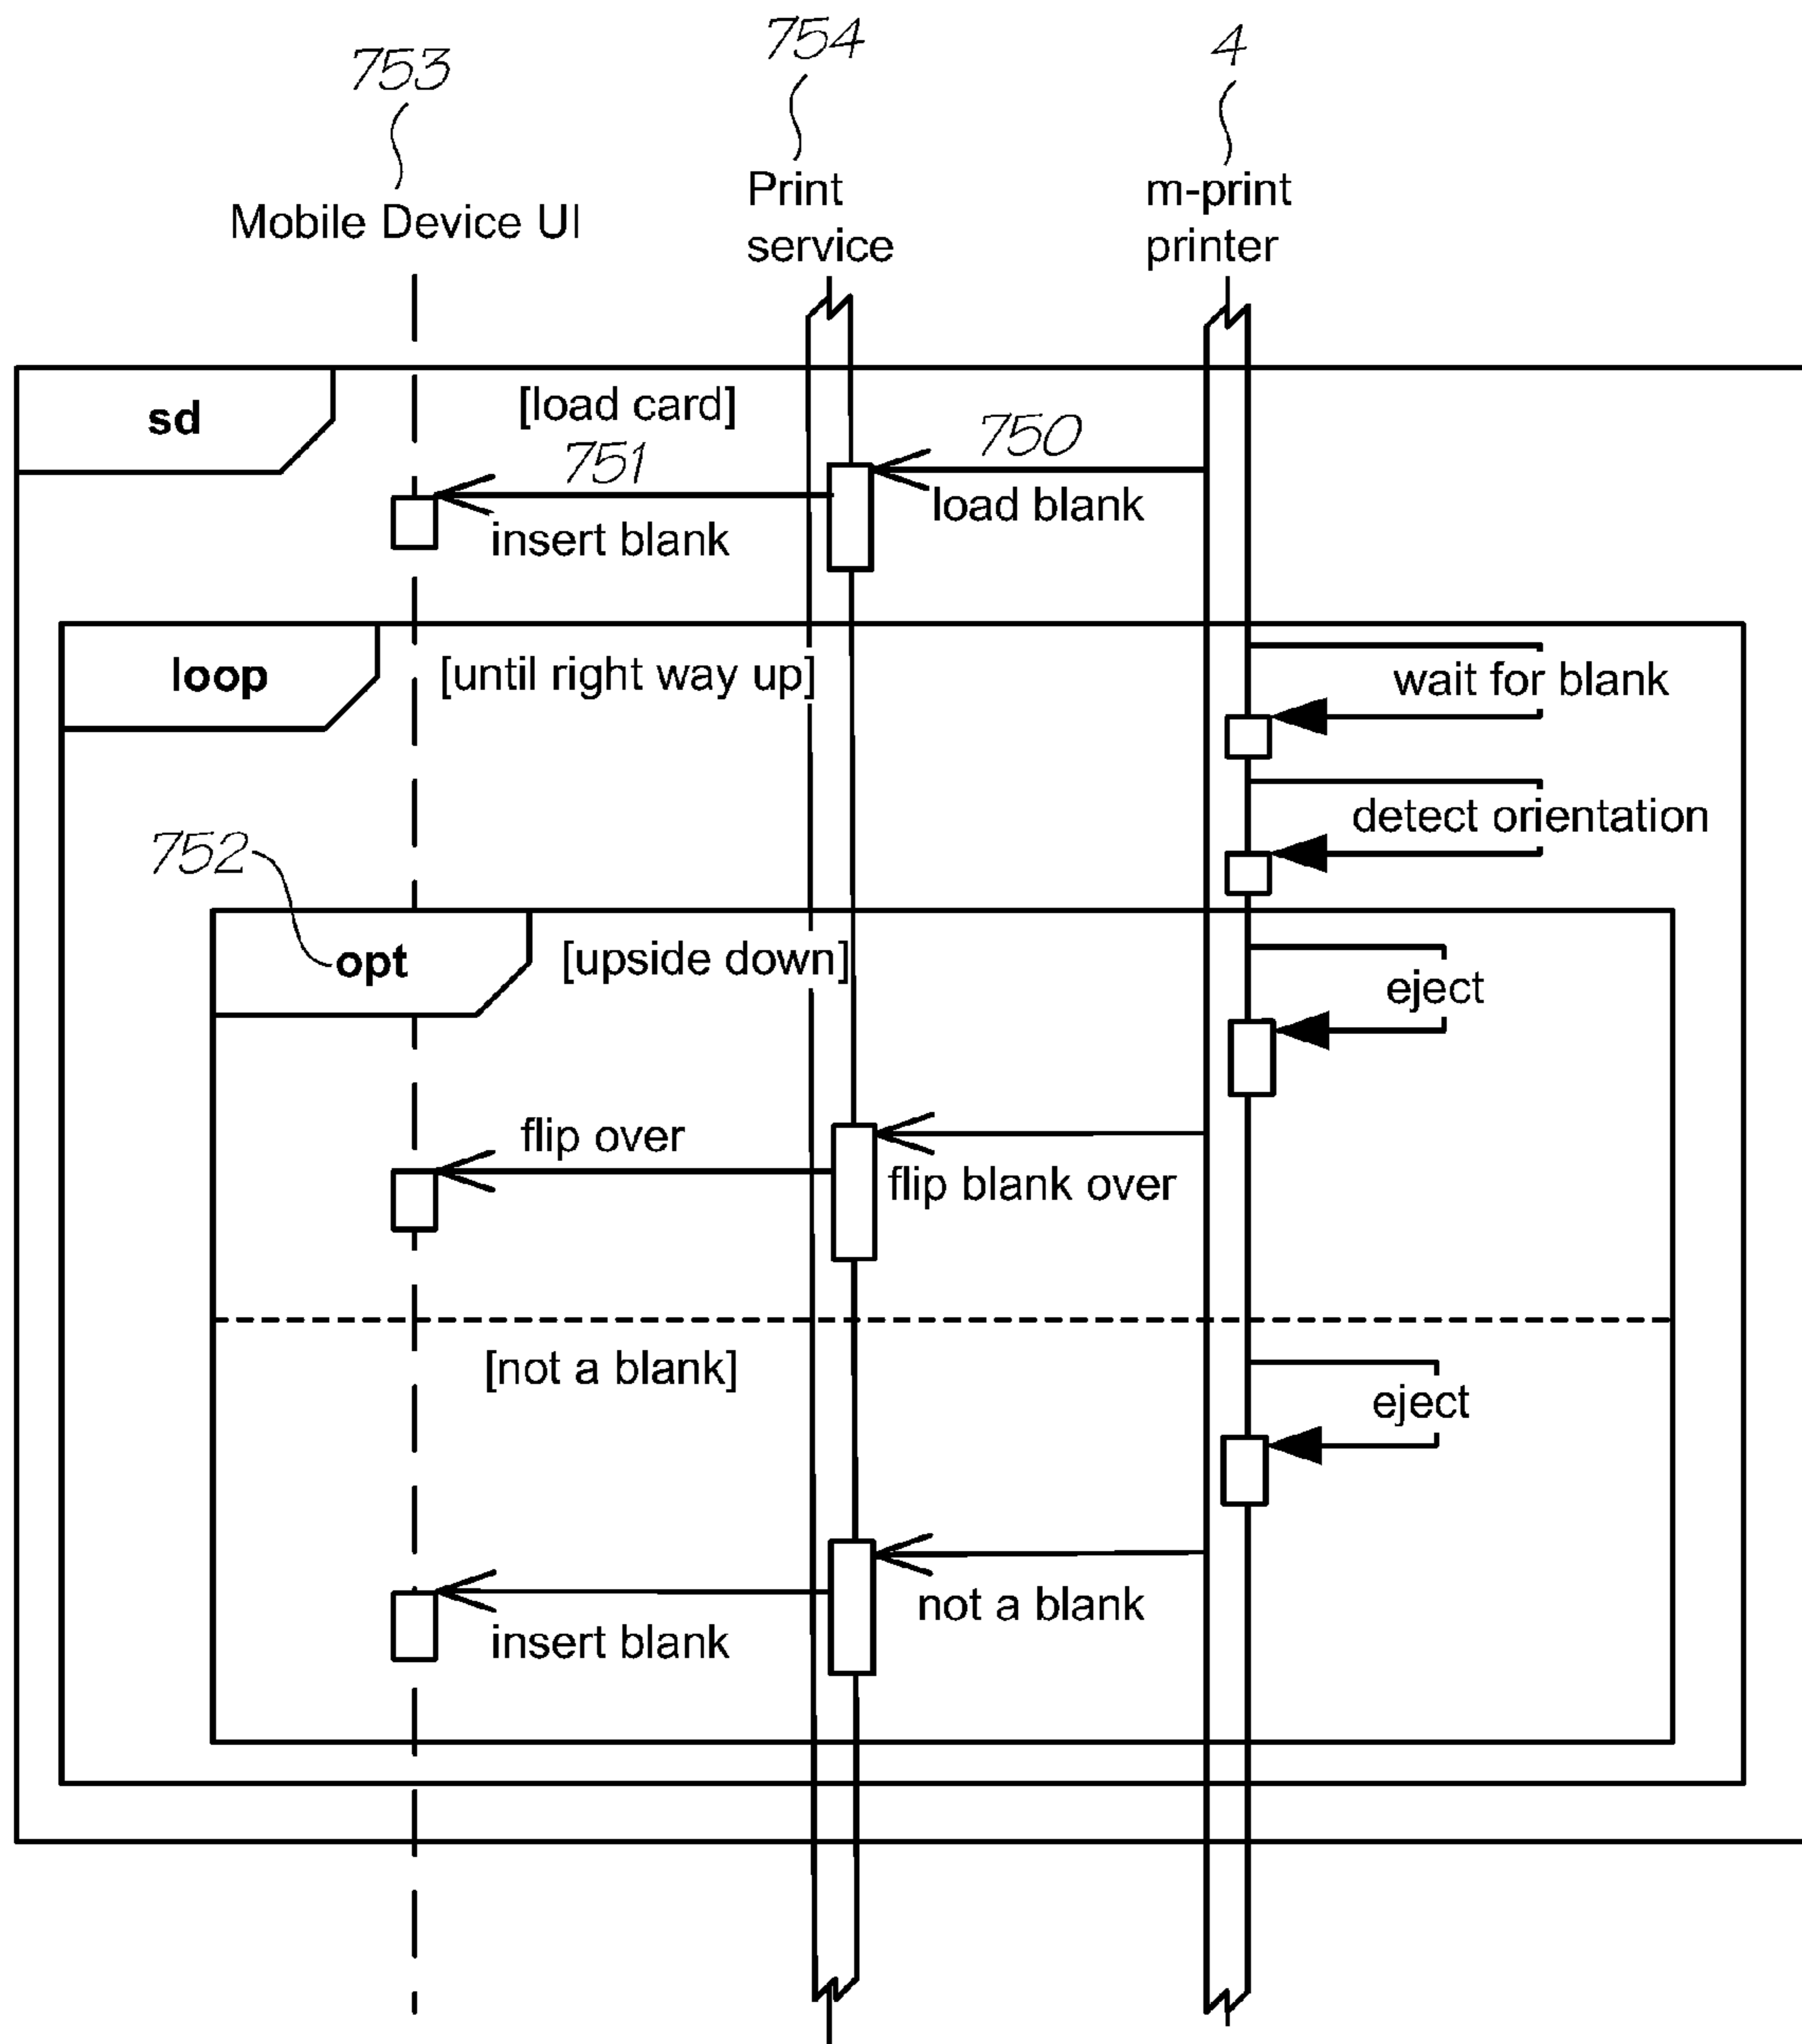 753
754
4
Mobile Device UI
Print
service
m-print
printer
sd
[load card]
751
750
insert blank
load blank
loop
[until right way up]
wait for blank
detect orientation
752
opt
[upside down]
eject
flip over
flip blank over
[not a blank]
eject
not a blank
insert blank